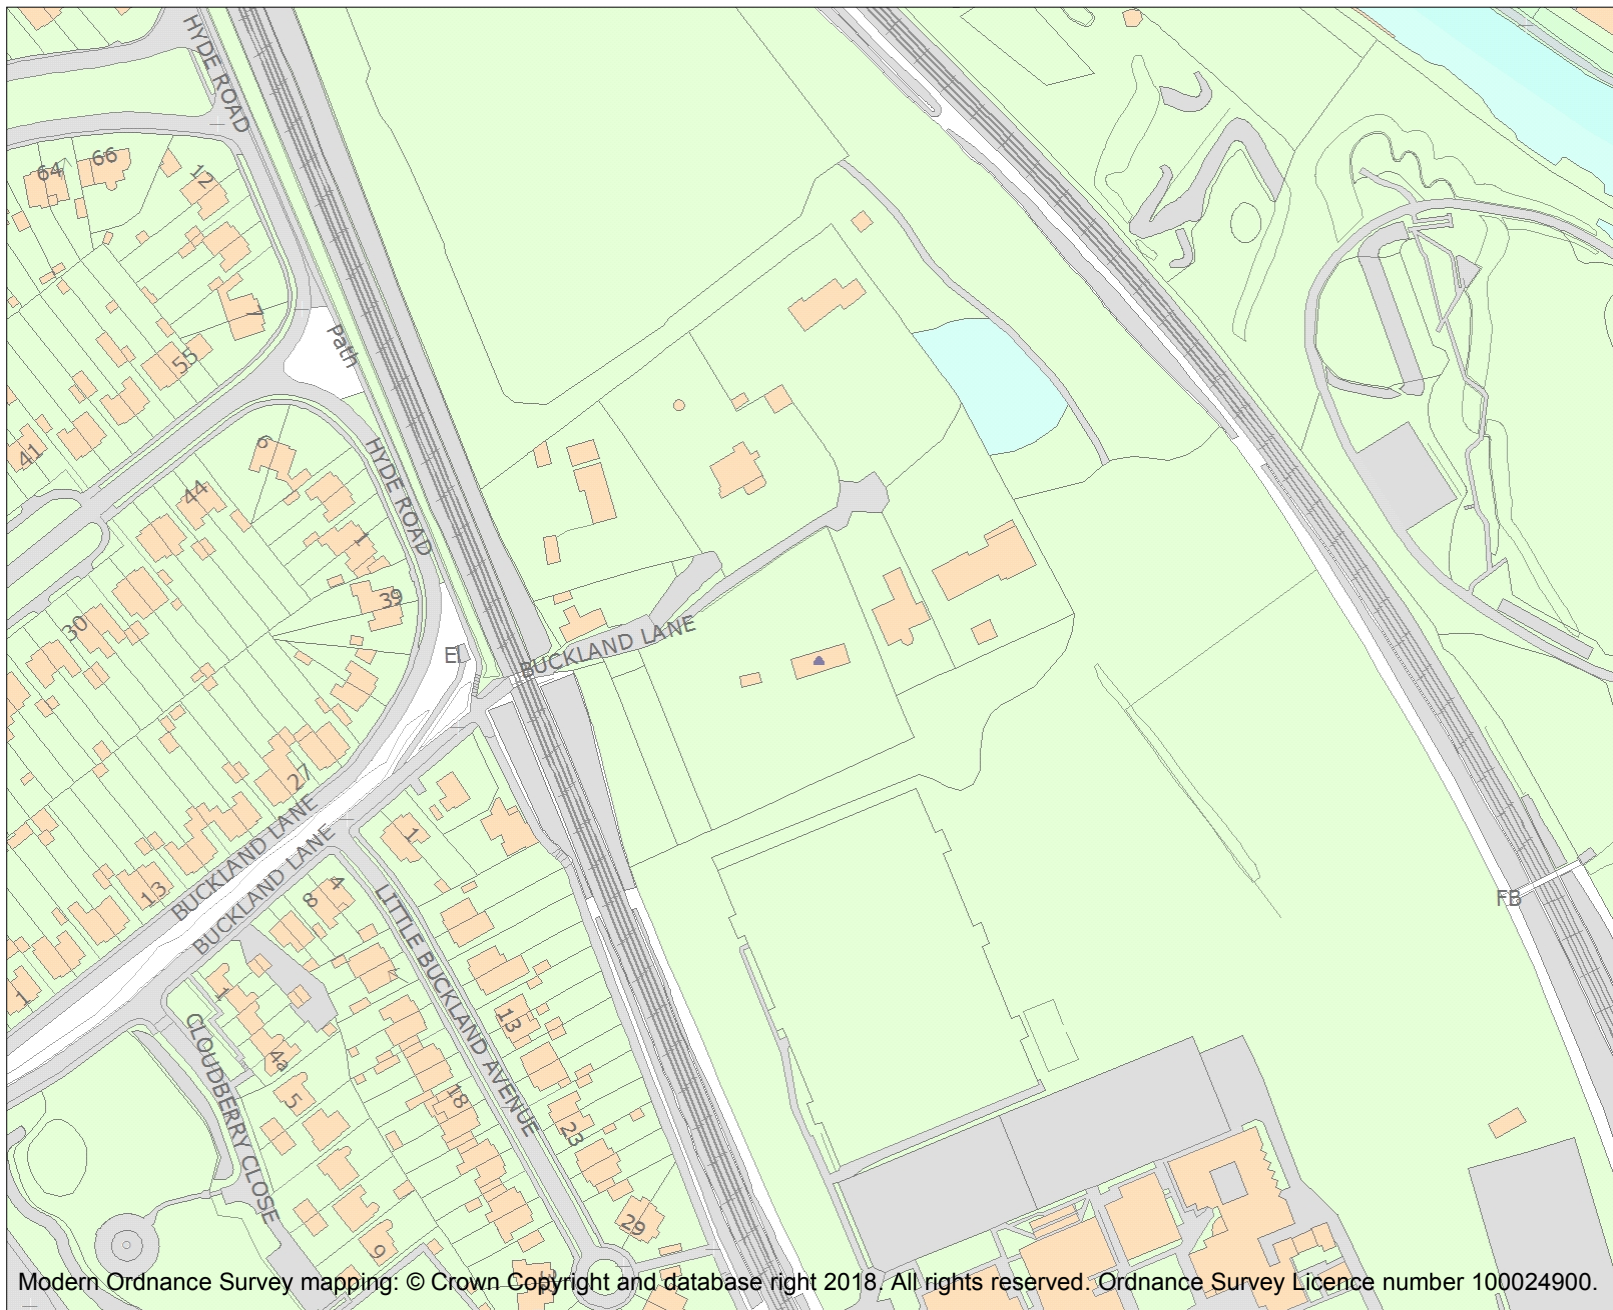 HYDE ROAD
64
66
12
7
Path
55
41
6
HYDE ROAD
44
1
39
30
El
BUCKLAND LANE
27
BUCKLAND LANE
1
13
4
8
BUCKLAND LANE
FB
LITTLE BUCKLAND AVENUE
1
1
13
CLOUDBERRY CLOSE
4a
5
18
23
29
9
Modern Ordnance Survey mapping: © Crown Copyright and database right 2018. All rights reserved. Ordnance Survey Licence number 100024900.